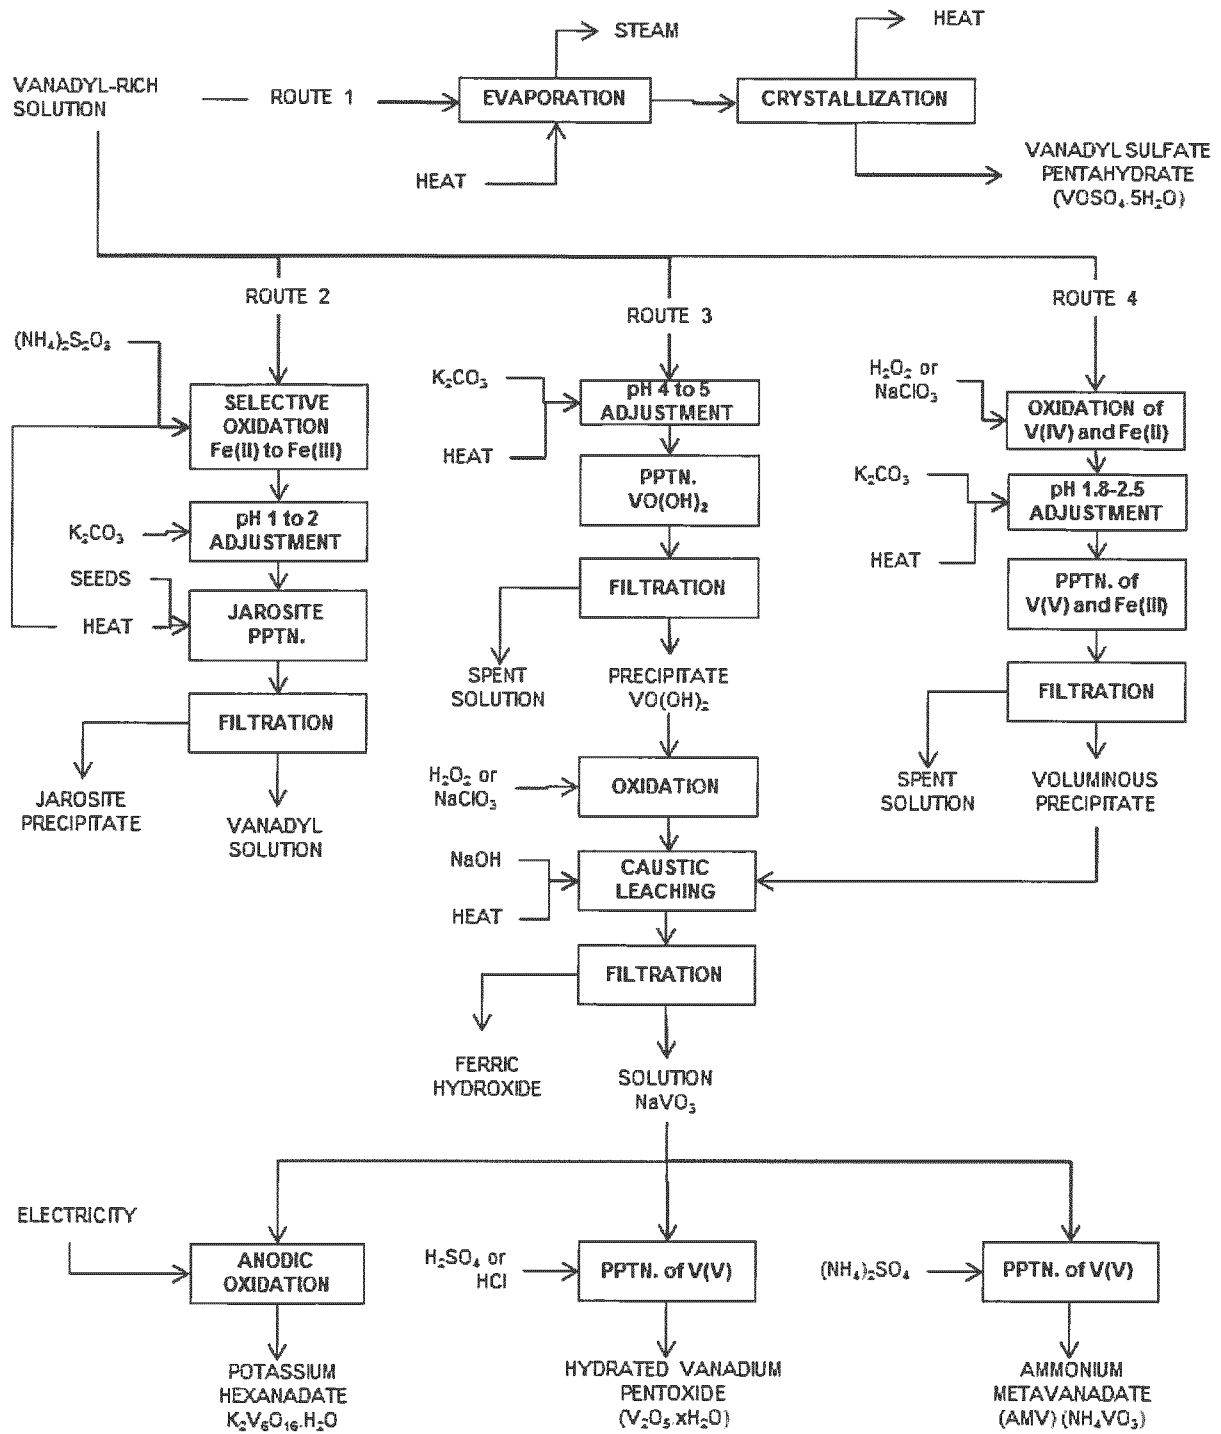 HEAT
STEAM
VANADYL-RICH
SOLUTION
ROUTE 1
EVAPORATION
CRYSTALLIZATION
HEAT
VANADYL SULFATE
PENTAHYDRATE
(VOSO₄.5H₂O)
ROUTE 2
ROUTE 3
ROUTE 4
(NH₄)₂S₂O₃
SELECTIVE
OXIDATION
Fe(II) to Fe(III)
K₂CO₃
pH 1 to 2
ADJUSTMENT
SEEDS
HEAT
JAROSITE
PPTN.
FILTRATION
JAROSITE
PRECIPITATE
VANADYL
SOLUTION
K₂CO₃
pH 4 to 5
ADJUSTMENT
HEAT
PPTN.
VO(OH)₂
FILTRATION
SPENT
SOLUTION
PRECIPITATE
VO(OH)₂
H₂O₂ or
NaClO₃
OXIDATION
NaOH
CAUSTIC
LEACHING
HEAT
FILTRATION
FERRIC
HYDROXIDE
SOLUTION
NaVO₃
H₂O₂ or
NaClO₃
OXIDATION of
V(IV) and Fe(II)
K₂CO₃
pH 1.8-2.5
ADJUSTMENT
HEAT
PPTN. of
V(V) and Fe(III)
FILTRATION
SPENT
SOLUTION
VOLUMINOUS
PRECIPITATE
ELECTRICITY
ANODIC
OXIDATION
POTASSIUM
HEXANADATE
K₂V₆O₁₆.H₂O
H₂SO₄ or
HCl
PPTN. of V(V)
HYDRATED VANADIUM
PENTOXIDE
(V₂O₅.xH₂O)
(NH₄)₂SO₄
PPTN. of V(V)
AMMONIUM
METAVANADATE
(AMV) (NH₄VO₃)